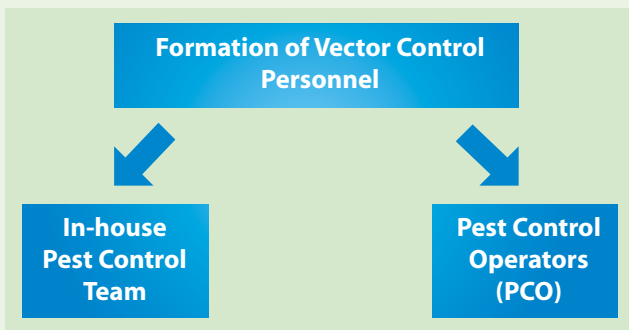 Formation of Vector Control
Personnel
In-house
Pest Control
Team
Pest Control
Operators
(PCO)